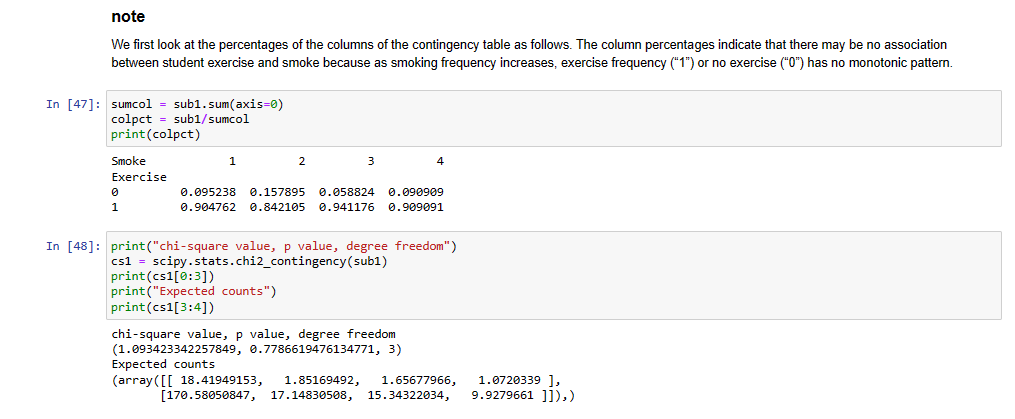 note
We first look at the percentages of the columns of the contingency table as follows. The column percentages indicate that there may be no association
between student exercise and smoke because as smoking frequency increases, exercise frequency (“1”) or no exercise (“0”) has no monotonic pattern.
In [47]: sumcol = sub1.sum(axis=0)
colpct = sub1/sumcol
print(colpct)
Smoke 1 2 3 4
Exercise
0 0.095238 0.157895 0.058824 0.090909
1 0.904762 0.842105 0.941176 0.909091
In [48]: print("chi-square value, p value, degree freedom")
cs1 = scipy.stats.chi2_contingency(sub1)
print(cs1[0:3])
print("Expected counts")
print(cs1[3:4])
chi-square value, p value, degree freedom
(1.093423342257849, 0.7786619476134771, 3)
Expected counts
(array([[ 18.41949153, 1.85169492, 1.65677966, 1.0720339 ],
[170.58050847, 17.14830508, 15.34322034, 9.9279661 ]]),)